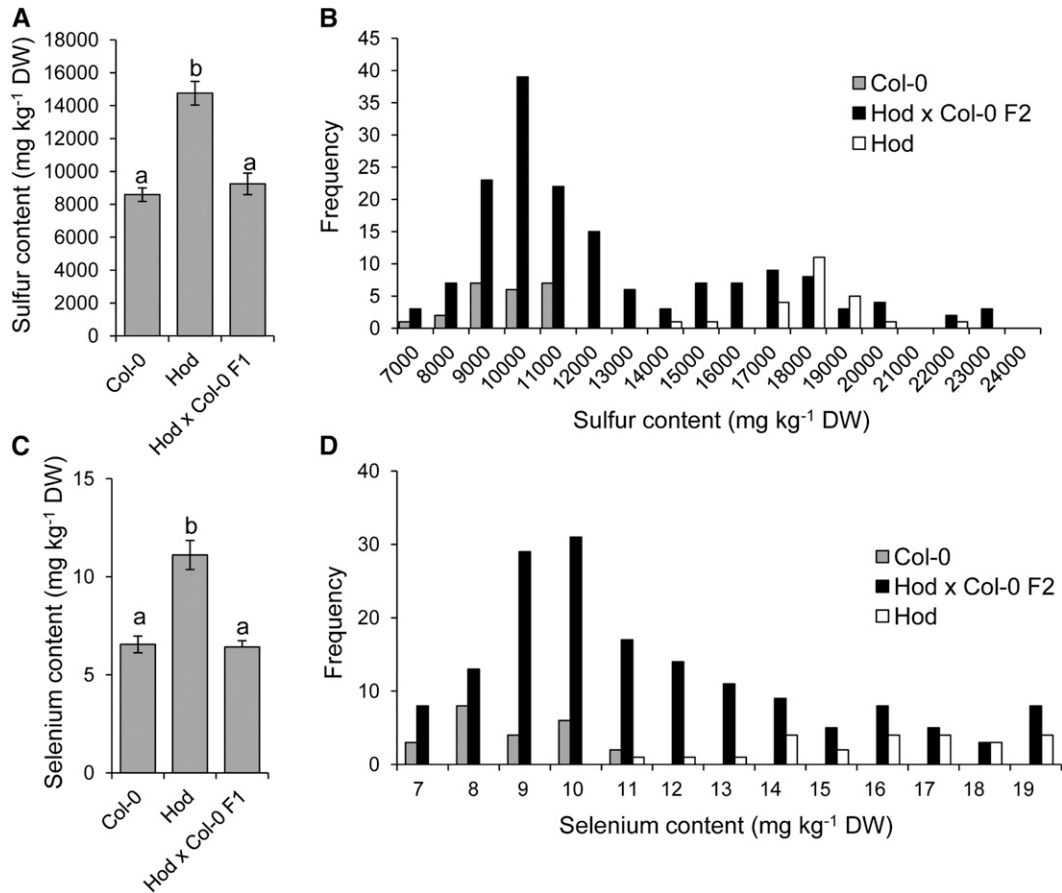 A
Sulfur content (mg kg⁻¹ DW)
18000
16000
14000
12000
10000
8000
6000
4000
2000
0
a
b
a
Col-0
Hod
Hod x Col-0 F1
B
Frequency
45
40
35
30
25
20
15
10
5
0
Col-0
Hod x Col-0 F2
Hod
7000
8000
9000
10000
11000
12000
13000
14000
15000
16000
17000
18000
19000
20000
21000
22000
23000
24000
Sulfur content (mg kg⁻¹ DW)
C
Selenium content (mg kg⁻¹ DW)
15
10
5
0
a
b
a
Col-0
Hod
Hod x Col-0 F1
D
Frequency
40
30
20
10
0
Col-0
Hod x Col-0 F2
Hod
7 8 9 10 11 12 13 14 15 16 17 18 19
Selenium content (mg kg⁻¹ DW)